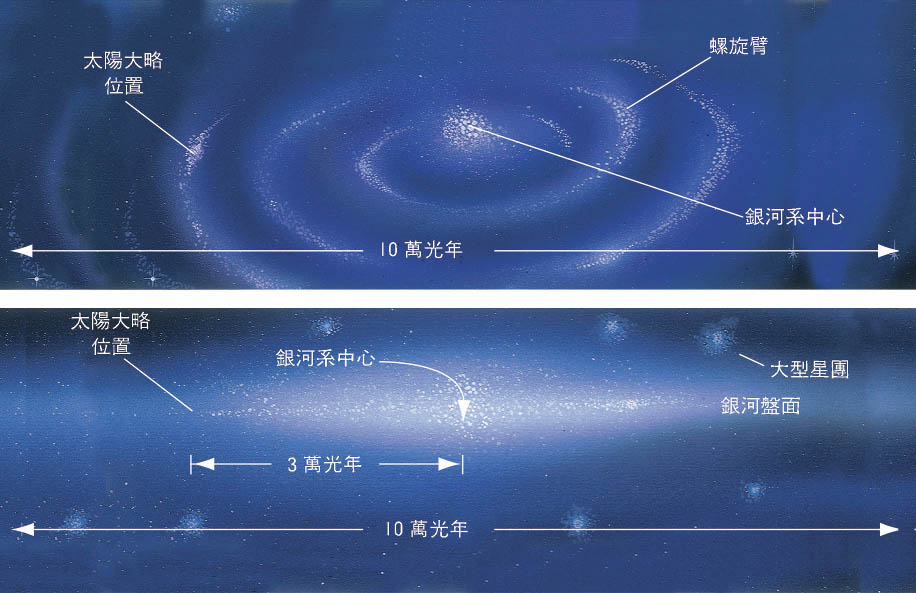 太陽大略
位置
螺旋臂
銀河系中心
10 萬光年
太陽大略
位置
銀河系中心
大型星團
銀河盤面
3 萬光年
10 萬光年